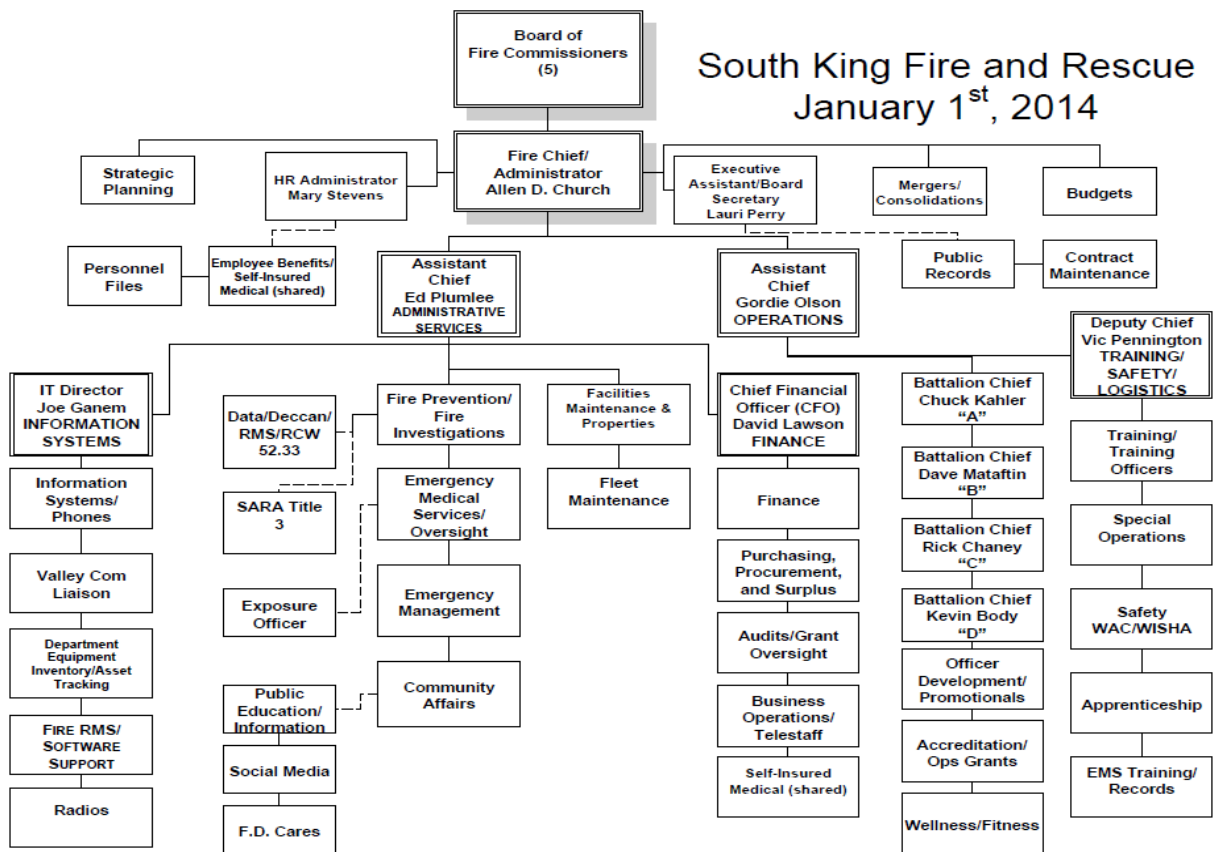 Board of
Fire Commissioners
(5)
South King Fire and Rescue
January 1st, 2014
Strategic
Planning
HR Administrator
Mary Stevens
Fire Chief/
Administrator
Allen D. Church
Executive
Assistant/Board
Secretary
Lauri Perry
Mergers/
Consolidations
Budgets
Personnel
Files
Employee Benefits/
Self-Insured
Medical (shared)
Assistant
Chief
Ed Plumlee
ADMINISTRATIVE
SERVICES
Assistant
Chief
Gordie Olson
OPERATIONS
Public
Records
Contract
Maintenance
Deputy Chief
Vic Pennington
TRAINING/
SAFETY/
LOGISTICS
IT Director
Joe Ganem
INFORMATION
SYSTEMS
Data/Deccan/
RMS/RCW
52.33
Fire Prevention/
Fire
Investigations
Facilities
Maintenance &
Properties
Chief Financial
Officer (CFO)
David Lawson
FINANCE
Battalion Chief
Chuck Kahler
“A”
Training/
Training
Officers
Information
Systems/
Phones
SARA Title
3
Emergency
Medical
Services/
Oversight
Fleet
Maintenance
Finance
Battalion Chief
Dave Mataftin
“B”
Special
Operations
Valley Com
Liaison
Exposure
Officer
Emergency
Management
Purchasing,
Procurement,
and Surplus
Battalion Chief
Rick Chaney
“C”
Safety
WAC/WISHA
Department
Equipment
Inventory/Asset
Tracking
Public
Education/
Information
Community
Affairs
Audits/Grant
Oversight
Battalion Chief
Kevin Body
“D”
Officer
Development/
Promotionals
Apprenticeship
FIRE RMS/
SOFTWARE
SUPPORT
Social Media
Business
Operations/
Telestaff
Accreditation/
Ops Grants
EMS Training/
Records
Radios
F.D. Cares
Self-Insured
Medical (shared)
Wellness/Fitness